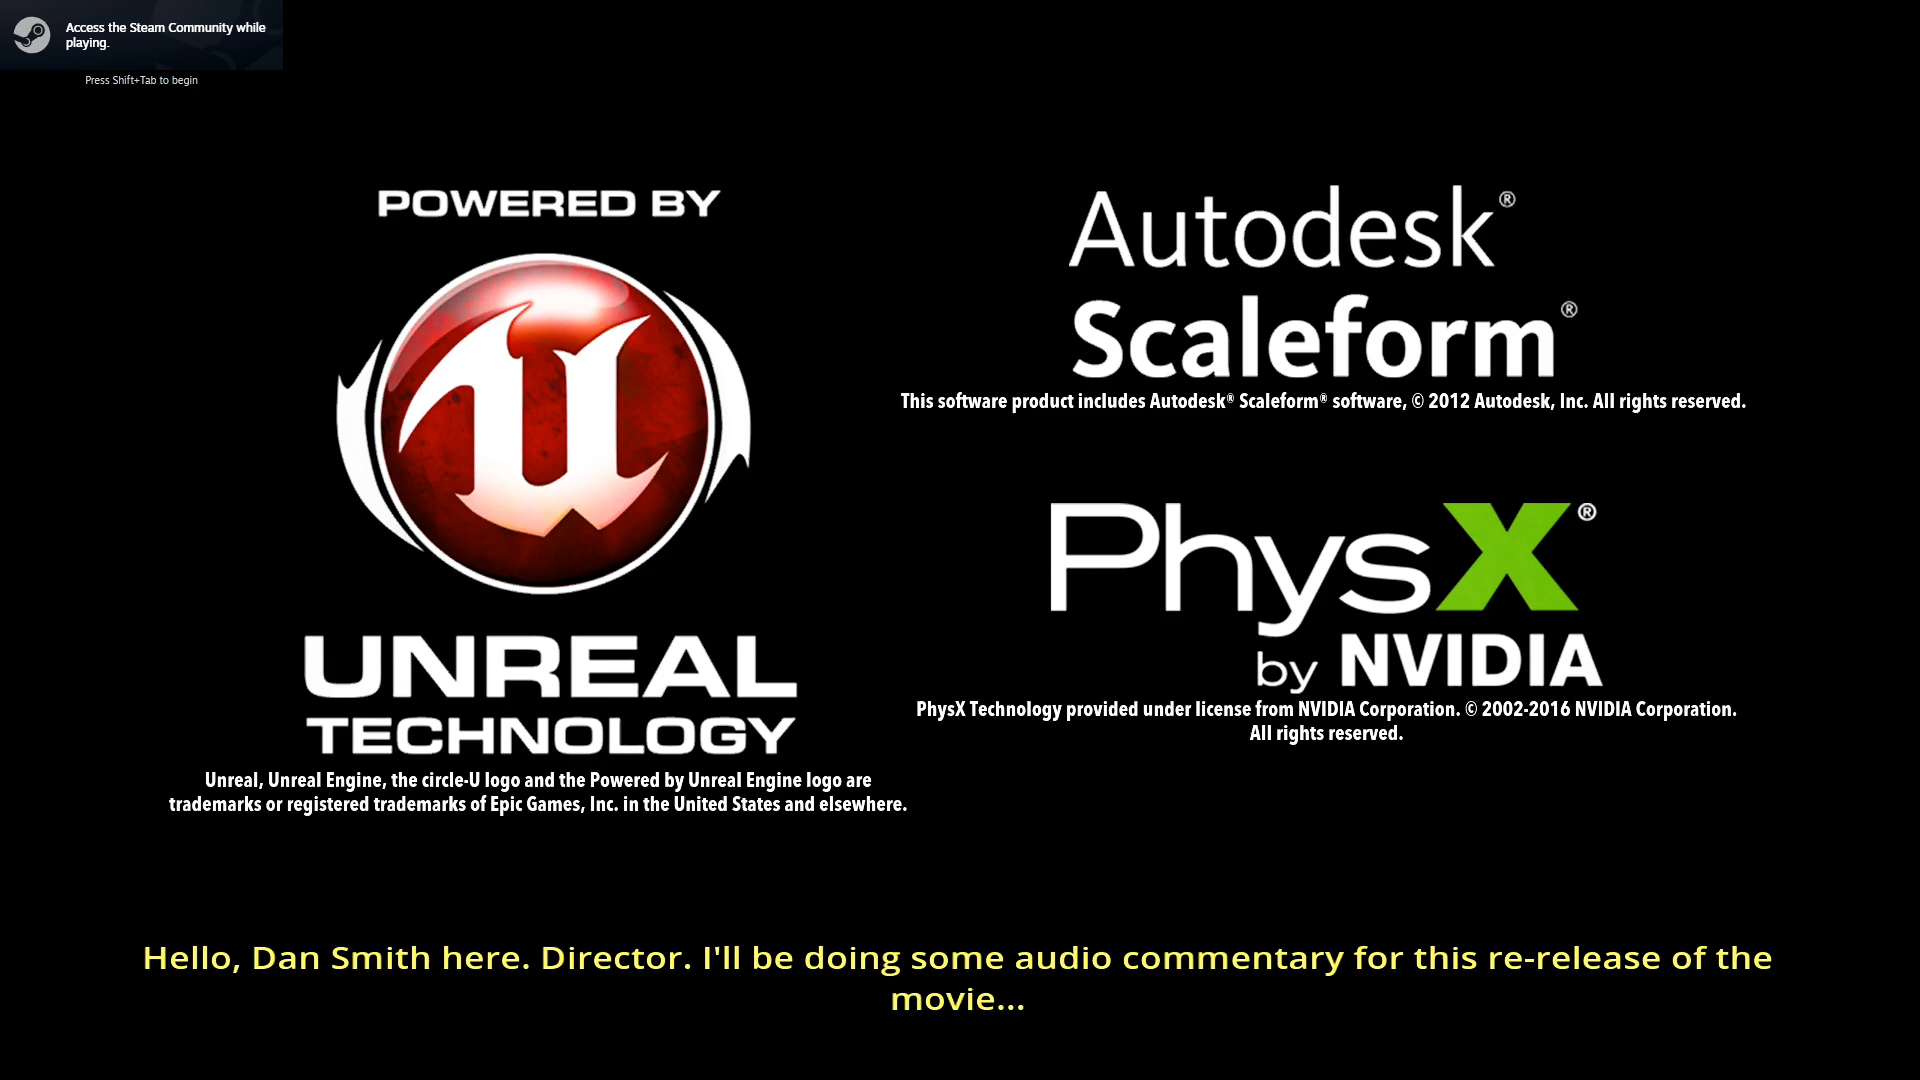 Access the Steam Community while
playing.
Press Shift+Tab to begin
POWERED BY
UNREAL
TECHNOLOGY
Unreal, Unreal Engine, the circle-U logo and the Powered by Unreal Engine logo are
trademarks or registered trademarks of Epic Games, Inc. in the United States and elsewhere.
Autodesk®
Scaleform®
This software product includes Autodesk® Scaleform® software, © 2012 Autodesk, Inc. All rights reserved.
PhysX®
by NVIDIA
PhysX Technology provided under license from NVIDIA Corporation. © 2002-2016 NVIDIA Corporation.
All rights reserved.
Hello, Dan Smith here. Director. I'll be doing some audio commentary for this re-release of the
movie...